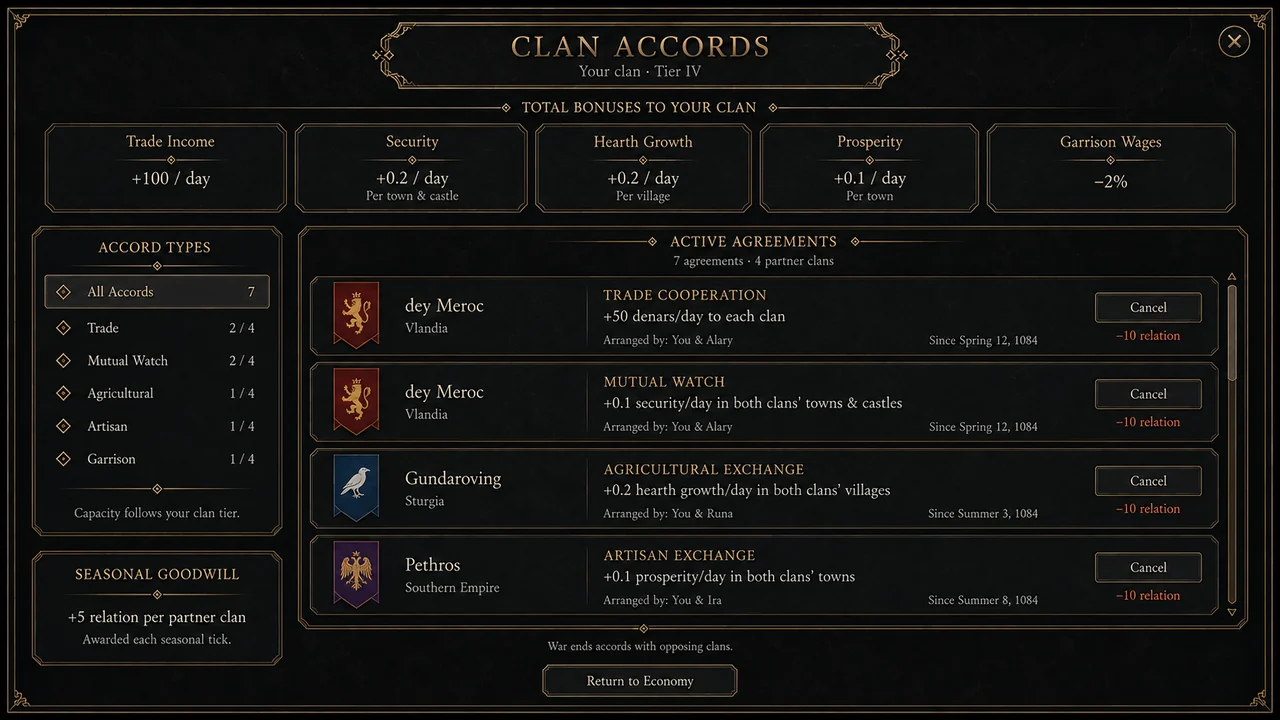 CLAN ACCORDS
Your clan · Tier IV
TOTAL BONUSES TO YOUR CLAN
Trade Income
+100 / day
Security
+0.2 / day
Per town & castle
Hearth Growth
+0.2 / day
Per village
Prosperity
+0.1 / day
Per town
Garrison Wages
−2%
ACCORD TYPES
All Accords 7
Trade 2 / 4
Mutual Watch 2 / 4
Agricultural 1 / 4
Artisan 1 / 4
Garrison 1 / 4
Capacity follows your clan tier.
SEASONAL GOODWILL
+5 relation per partner clan
Awarded each seasonal tick.
ACTIVE AGREEMENTS
7 agreements · 4 partner clans
dey Meroc
Vlandia
TRADE COOPERATION
+50 denars/day to each clan
Arranged by: You & Alary
Since Spring 12, 1084
Cancel
−10 relation
dey Meroc
Vlandia
MUTUAL WATCH
+0.1 security/day in both clans’ towns & castles
Arranged by: You & Alary
Since Spring 12, 1084
Cancel
−10 relation
Gundaroving
Sturgia
AGRICULTURAL EXCHANGE
+0.2 hearth growth/day in both clans’ villages
Arranged by: You & Runa
Since Summer 3, 1084
Cancel
−10 relation
Pethros
Southern Empire
ARTISAN EXCHANGE
+0.1 prosperity/day in both clans’ towns
Arranged by: You & Ira
Since Summer 8, 1084
Cancel
−10 relation
War ends accords with opposing clans.
Return to Economy